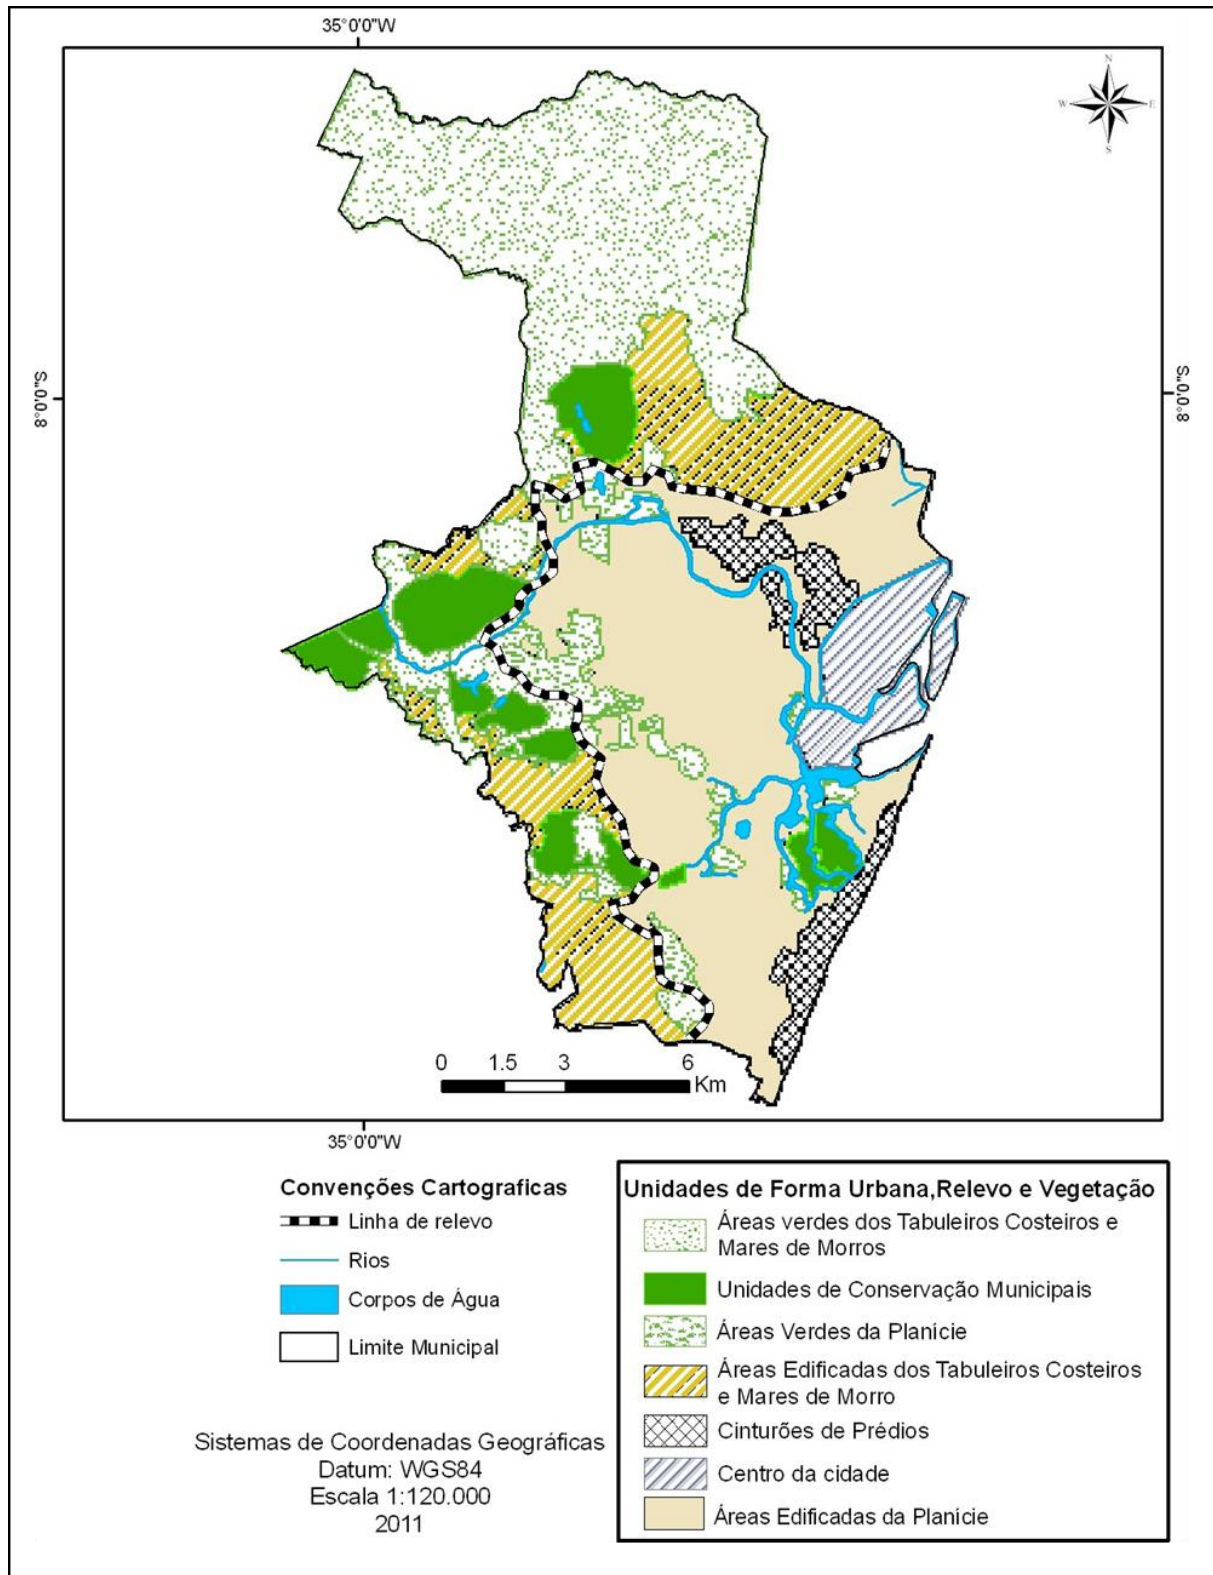 35°0'0"W
N
W E
S
8°0'0"S
8°0'0"S
0 1.5 3 6
Km
35°0'0"W
Convenções Cartograficas
Linha de relevo
Rios
Corpos de Água
Limite Municipal
Sistemas de Coordenadas Geográficas
Datum: WGS84
Escala 1:120.000
2011
Unidades de Forma Urbana,Relevo e Vegetação
Áreas verdes dos Tabuleiros Costeiros e
Mares de Morros
Unidades de Conservação Municipais
Áreas Verdes da Planície
Áreas Edificadas dos Tabuleiros Costeiros
e Mares de Morro
Cinturões de Prédios
Centro da cidade
Áreas Edificadas da Planície